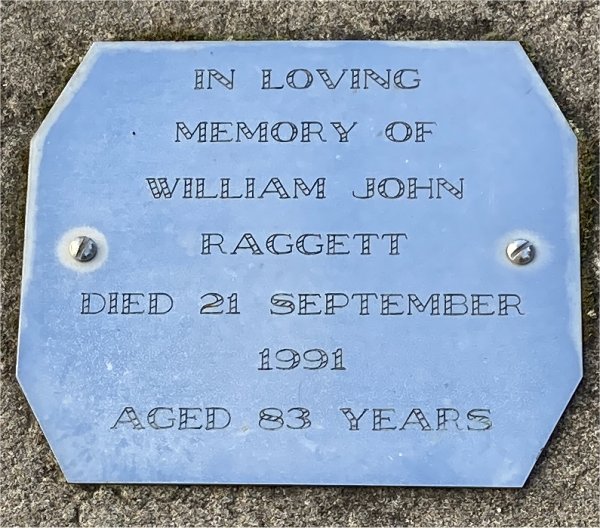 IN LOVING
MEMORY OF
WILLIAM JOHN
RAGGETT
DIED 21 SEPTEMBER
1991
AGED 83 YEARS